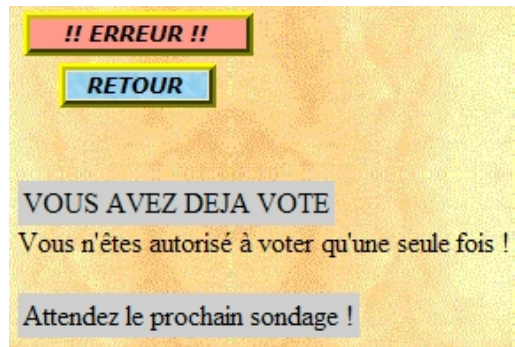 !! ERREUR !!
RETOUR
VOUS AVEZ DEJA VOTE
Vous n'êtes autorisé à voter qu'une seule fois !
Attendez le prochain sondage !